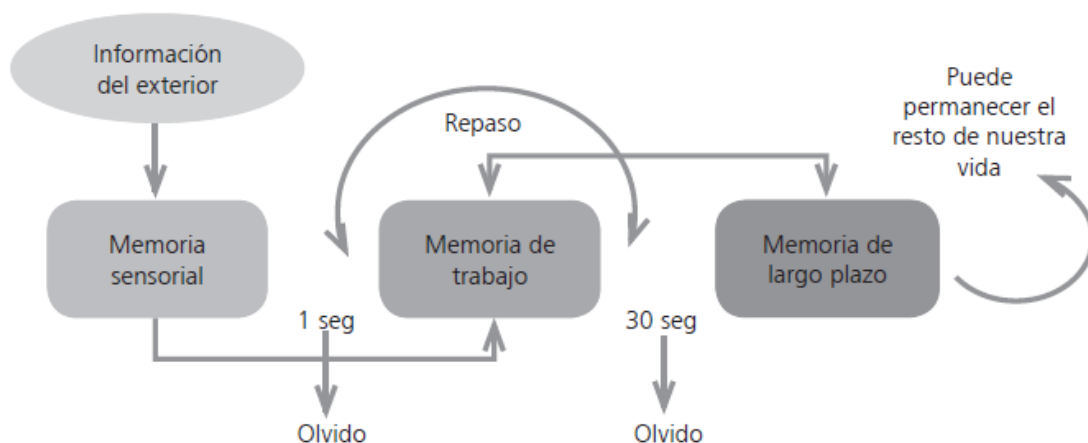 Información
del exterior
Puede
permanecer el
resto de nuestra
vida
Repaso
Memoria
sensorial
Memoria de
trabajo
Memoria de
largo plazo
1 seg
30 seg
Olvido
Olvido